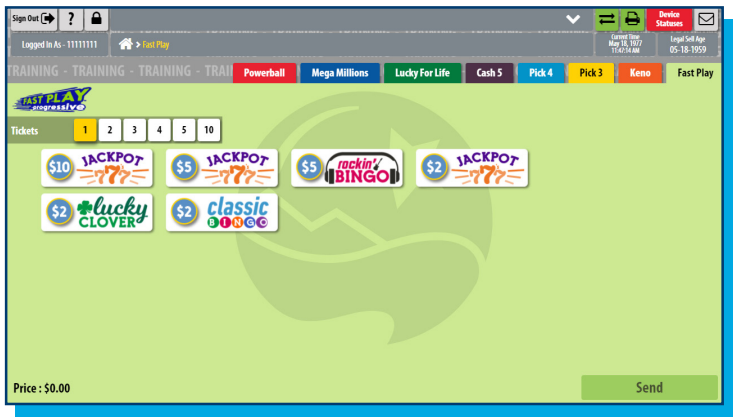 Sign Out ?
Device Statuses
Logged In As - 11111111 > Fast Play
Current Time
May 18, 1977
11:47:14 AM
Legal Sell Age
05-18-1959
TRAINING - TRAINING - TRAINING - TRAI
Powerball Mega Millions Lucky For Life Cash 5 Pick 4 Pick 3 Keno Fast Play
FAST PLAY
progressive
Tickets 1 2 3 4 5 10
$10 JACKPOT 777
$5 JACKPOT 777
$5 rockin' BINGO
$2 JACKPOT 777
$2 lucky CLOVER
$2 classic BINGO
Price : $0.00
Send